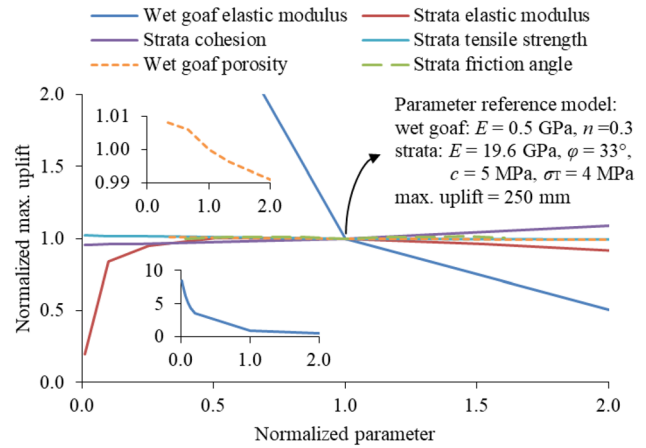 Wet goaf elastic modulus
Strata elastic modulus
Strata cohesion
Strata tensile strength
Wet goaf porosity
Strata friction angle
Normalized max. uplift
2.0
1.5
1.0
0.5
0.0
1.01
1.00
0.99
0.0 1.0 2.0
Parameter reference model:
wet goaf: E = 0.5 GPa, n =0.3
strata: E = 19.6 GPa, φ = 33°,
c = 5 MPa, σT = 4 MPa
max. uplift = 250 mm
10
5
0
0.0 1.0 2.0
0.0 0.5 1.0 1.5 2.0
Normalized parameter